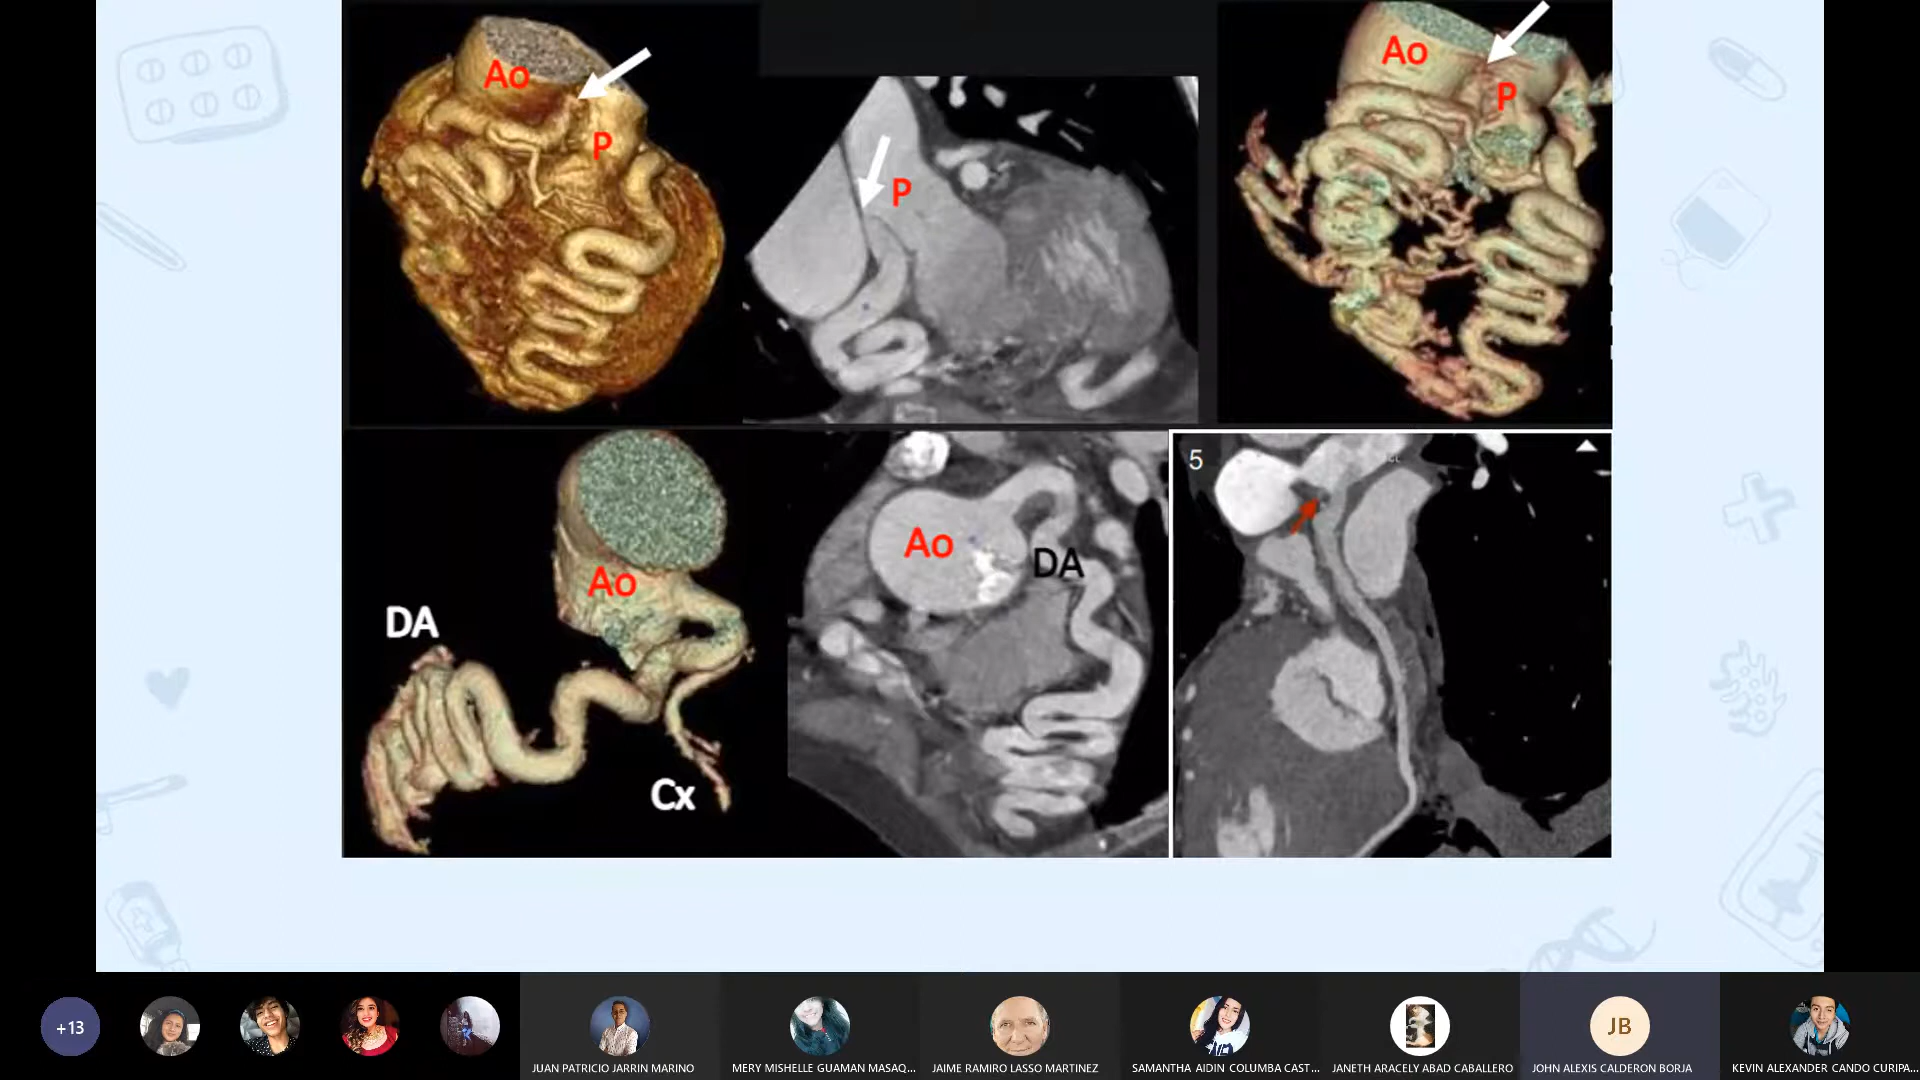 Ao
P
P
Ao
P
Ao
DA
Cx
Ao
DA
5
+13
JUAN PATRICIO JARRIN MARINO
MERY MISHELLE GUAMAN MASAQ...
JAIME RAMIRO LASSO MARTINEZ
SAMANTHA AIDIN COLUMBA CAST...
JANETH ARACELY ABAD CABALLERO
JB
JOHN ALEXIS CALDERON BORJA
KEVIN ALEXANDER CANDO CURIPA...